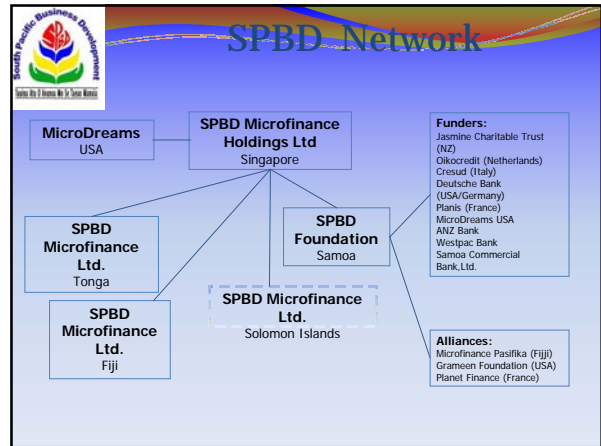 South Pacific Business Development
SPBD Network
MicroDreams
USA
SPBD Microfinance
Holdings Ltd
Singapore
Funders:
Jasmine Charitable Trust
(NZ)
Oikocredit (Netherlands)
Cresud (Italy)
Deutsche Bank
(USA/Germany)
Planis (France)
MicroDreams USA
ANZ Bank
Westpac Bank
Samoa Commercial
Bank,Ltd.
SPBD
Microfinance
Ltd.
Tonga
SPBD
Foundation
Samoa
SPBD
Microfinance
Ltd.
Fiji
SPBD Microfinance
Ltd.
Solomon Islands
Alliances:
Microfinance Pasifika (Fijji)
Grameen Foundation (USA)
Planet Finance (France)